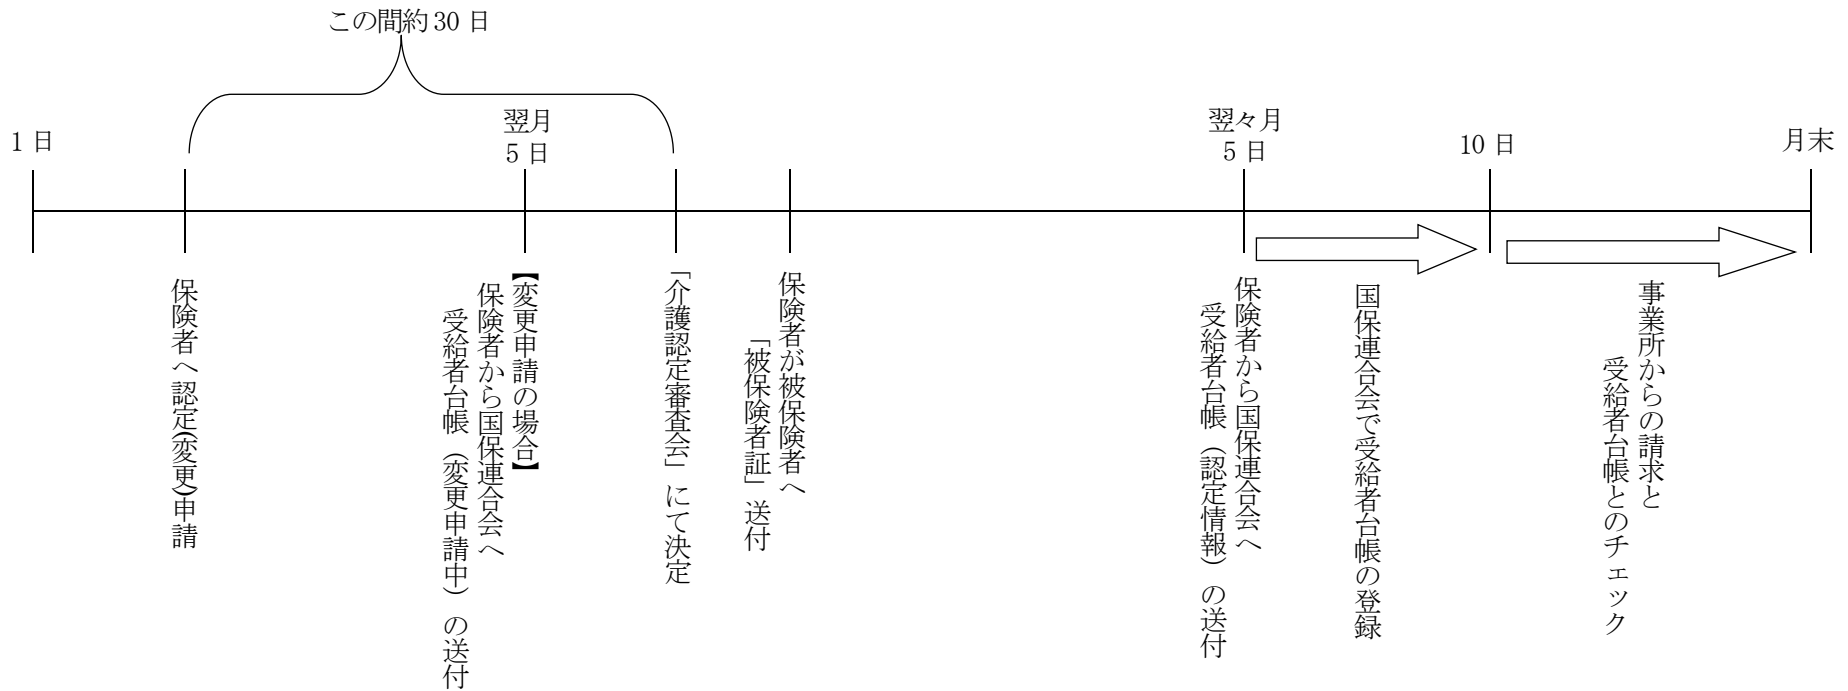 この間約30日
1日
翌月
5日
翌々月
5日
10日
月末
保険者へ認定(変更)申請
【変更申請の場合】
保険者から国保連合会へ
受給者台帳（変更申請中）の送付
「介護認定審査会」にて決定
保険者が被保険者へ
「被保険者証」送付
保険者から国保連合会へ
受給者台帳（認定情報）の送付
国保連合会で受給者台帳の登録
事業所からの請求と
受給者台帳とのチェック